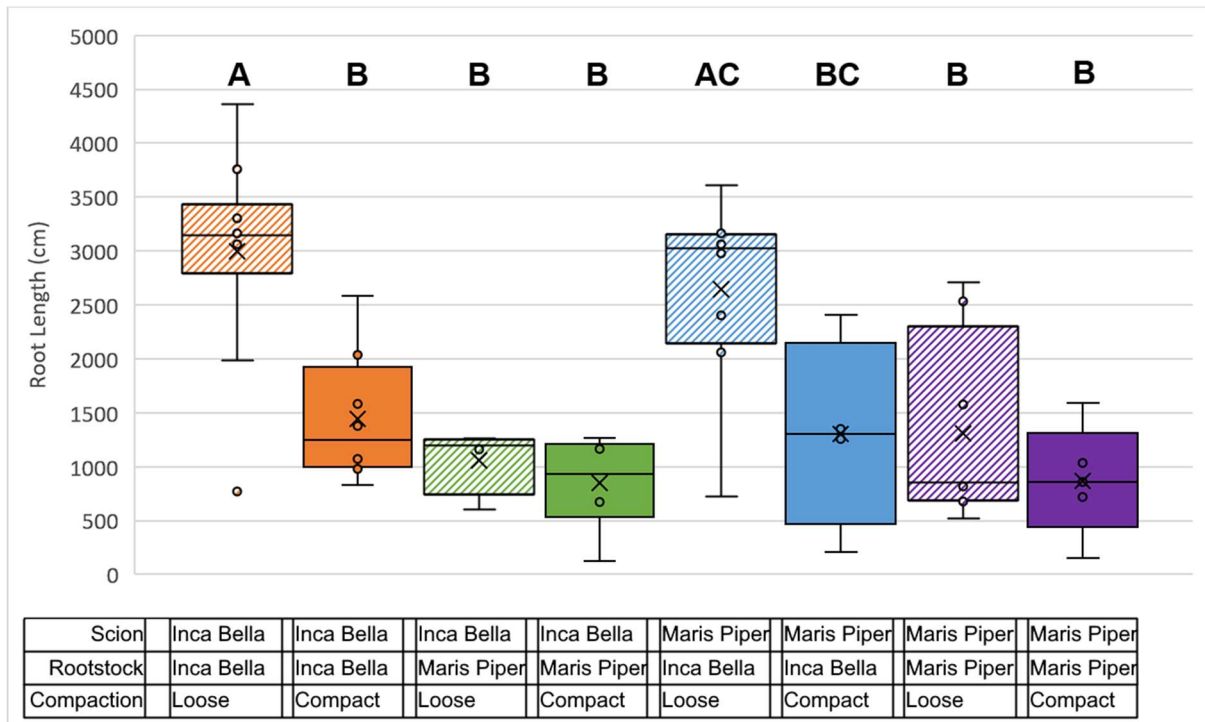 5000
4500
4000
3500
3000
2500
2000
1500
1000
500
0
Root Length (cm)
A B B B AC BC B B
Scion Inca Bella Inca Bella Inca Bella Inca Bella Maris Piper Maris Piper Maris Piper Maris Piper
Rootstock Inca Bella Inca Bella Maris Piper Maris Piper Inca Bella Inca Bella Maris Piper Maris Piper
Compaction Loose Compact Loose Compact Loose Compact Loose Compact